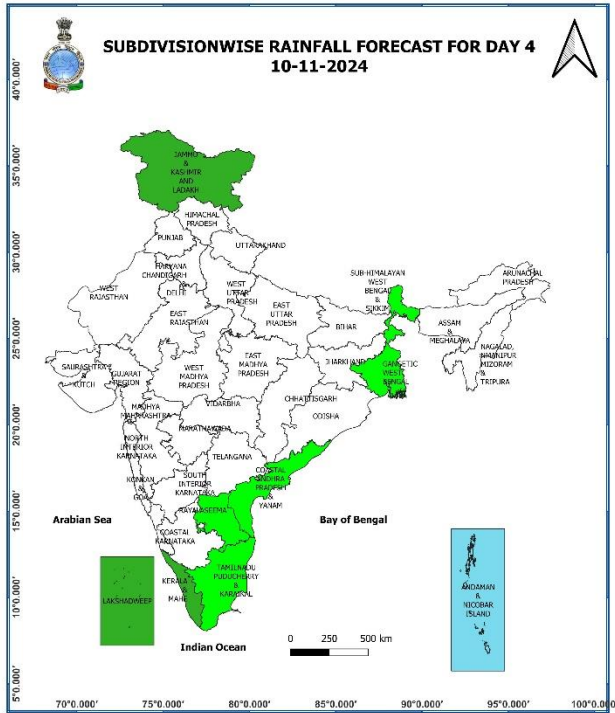 SUBDIVISIONWISE RAINFALL FORECAST FOR DAY 4
10-11-2024
40°0.000'
35°0.000'
30°0.000'
25°0.000'
20°0.000'
15°0.000'
10°0.000'
5°0.000'
JAMMU
&
KASHMIR
AND
LADAKH
HIMACHAL
PRADESH
PUNJAB
UTTARAKHAND
HARYANA
CHANDIGARH
&
DELHI
WEST
RAJASTHAN
WEST
UTTAR
PRADESH
EAST
RAJASTHAN
EAST
UTTAR
PRADESH
SUB-HIMALAYAN
WEST
BENGAL
&
SIKKIM
ARUNACHAL
PRADESH
BIHAR
ASSAM
&
MEGHALAYA
NAGALAD,
MANIPUR
MIZORAM
&
TRIPURA
SAURASHTRA
&
KUTCH
GUJARAT
REGION
WEST
MADHYA
PRADESH
EAST
MADHYA
PRADESH
JHARKHAND
GANGETIC
WEST
BENGAL
CHHATTISGARH
ODISHA
VIDARBHA
MADHYA
MAHARASHTRA
MARATHWADA
NORTH
INTERIOR
KARNATAKA
TELANGANA
KONKAN
&
GOA
SOUTH
INTERIOR
KARNATAKA
COASTAL
ANDHRA
PRADESH
&
YANAM
RAYALASEEMA
Arabian Sea
Bay of Bengal
COASTAL
KARNATAKA
KERALA
&
MAHE
TAMILNADU
PUDUCHERRY
&
KARAIKAL
LAKSHADWEEP
ANDAMAN
&
NICOBAR
ISLAND
Indian Ocean
0 250 500 km
70°0.000' 75°0.000' 80°0.000' 85°0.000' 90°0.000' 95°0.000' 100°0.000'